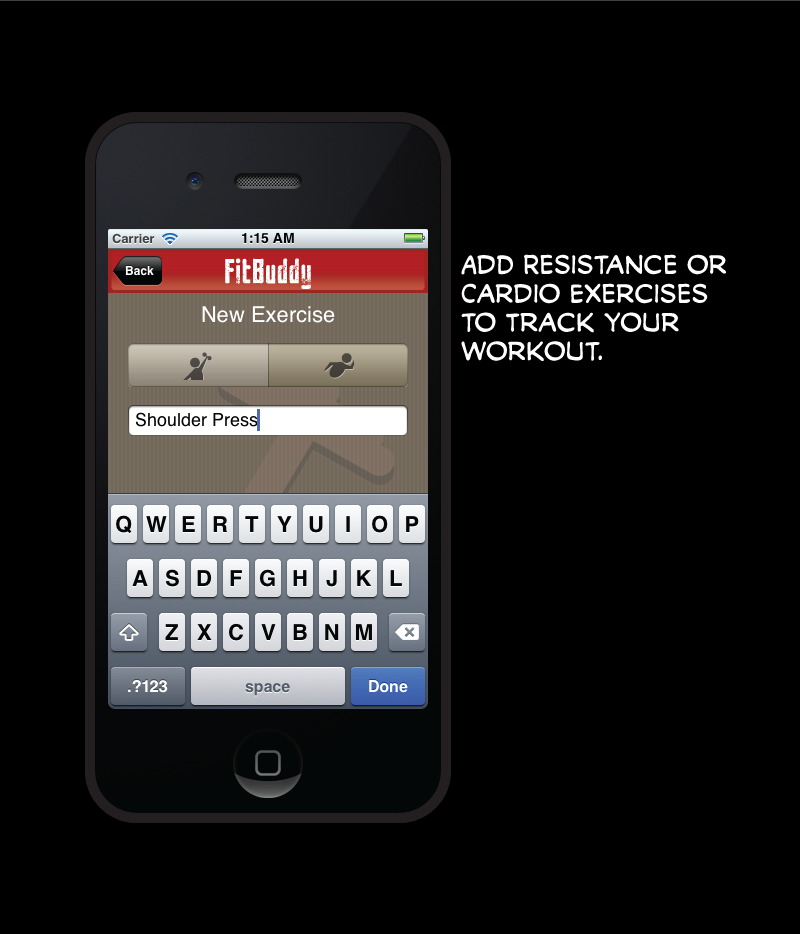 Carrier 1:15 AM
Back FitBuddy
New Exercise
Shoulder Press
Q W E R T Y U I O P
A S D F G H J K L
Z X C V B N M
.?123 space Done
ADD RESISTANCE OR
CARDIO EXERCISES
TO TRACK YOUR
WORKOUT.